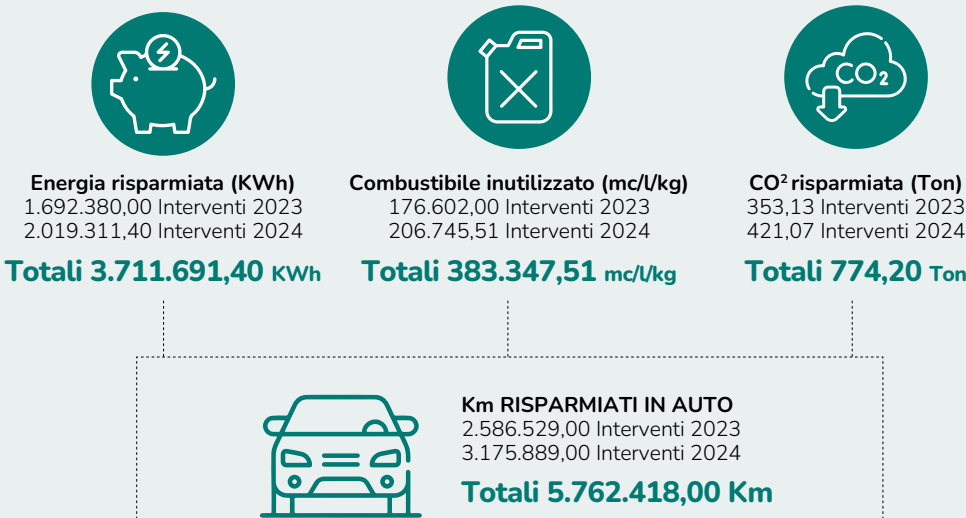 CO₂
Energia risparmiata (KWh)
1.692.380,00 Interventi 2023
2.019.311,40 Interventi 2024
Totali 3.711.691,40 KWh
Combustibile inutilizzato (mc/l/kg)
176.602,00 Interventi 2023
206.745,51 Interventi 2024
Totali 383.347,51 mc/l/kg
CO² risparmiata (Ton)
353,13 Interventi 2023
421,07 Interventi 2024
Totali 774,20 Ton
Km RISPARMIATI IN AUTO
2.586.529,00 Interventi 2023
3.175.889,00 Interventi 2024
Totali 5.762.418,00 Km